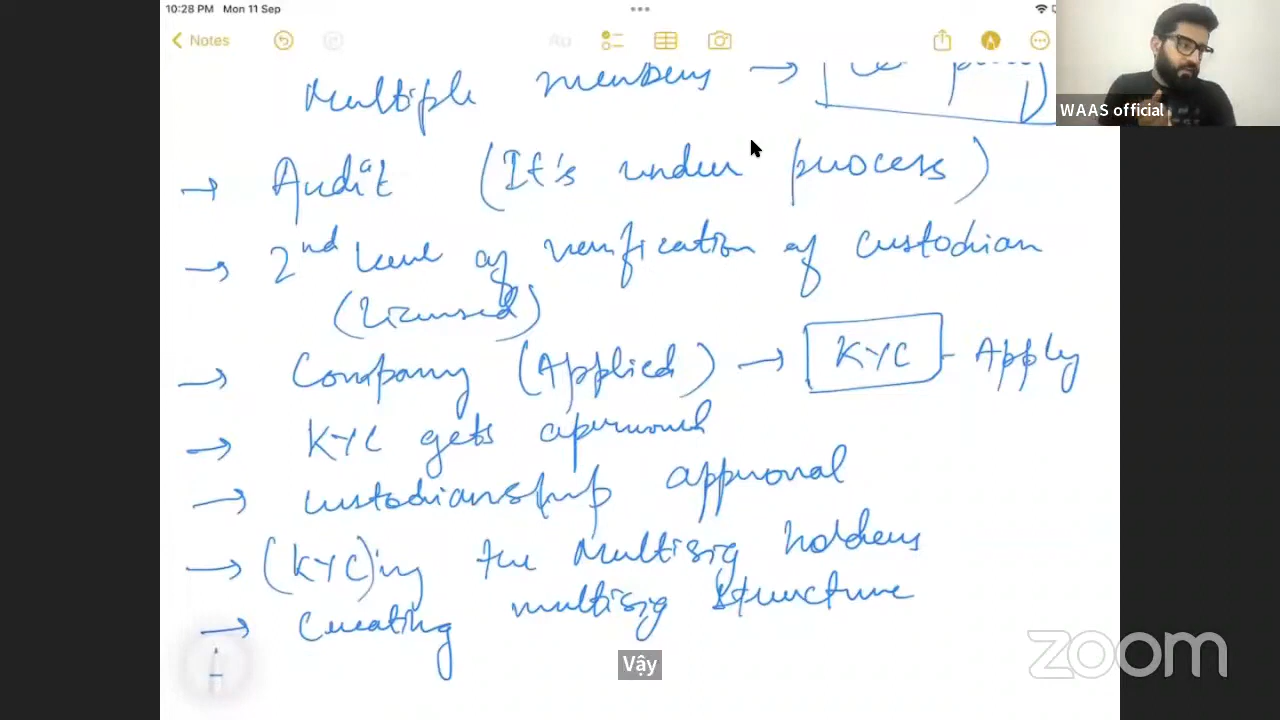 10:28 PM Mon 11 Sep
Notes
WAAS official
Multiple members →
→ Audit (It's under process)
→ 2nd level of verification of custodian
(Licensed)
→ Company (Applied) → KYC - Apply
→ KYC gets
→ custodianship approval
→ (KYC)'ing the Multisig holders
→ Creating multisig structure
Vậy
zoom